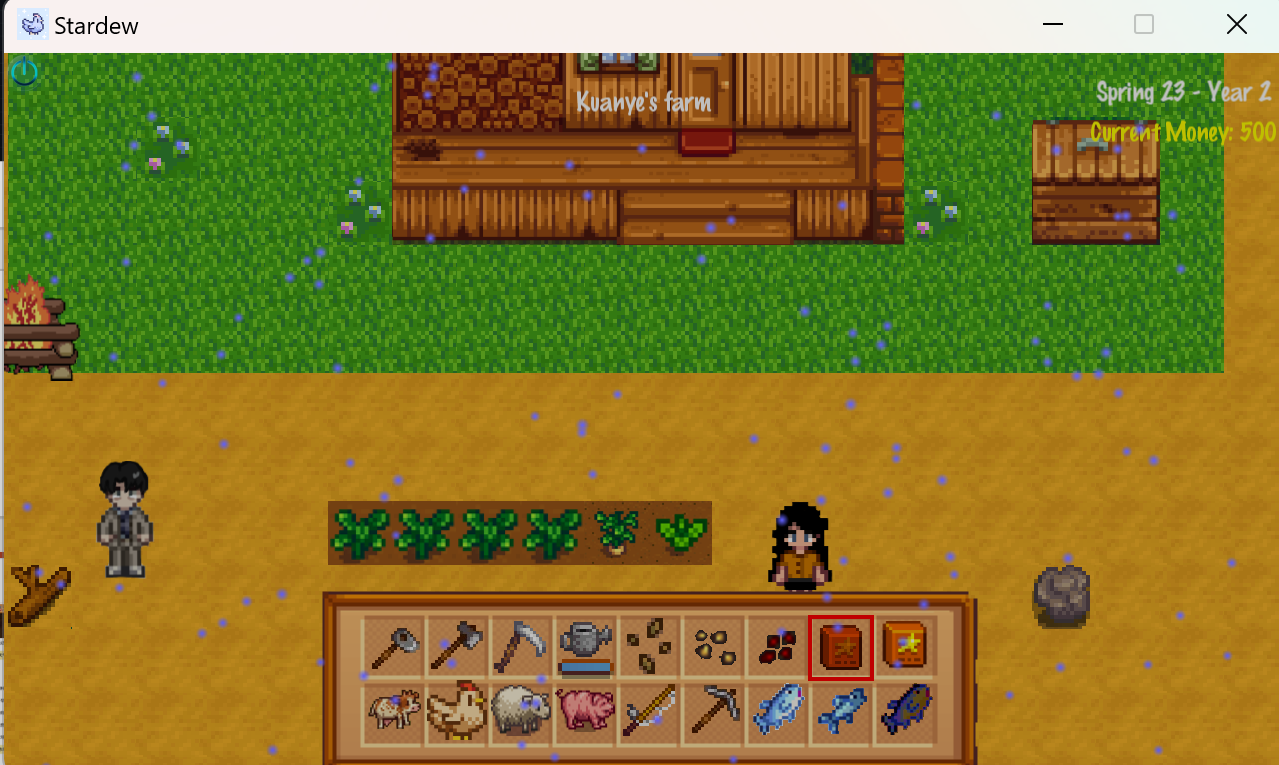 Stardew
Kuanye's farm
Spring 23 - Year 2
Current Money: 500